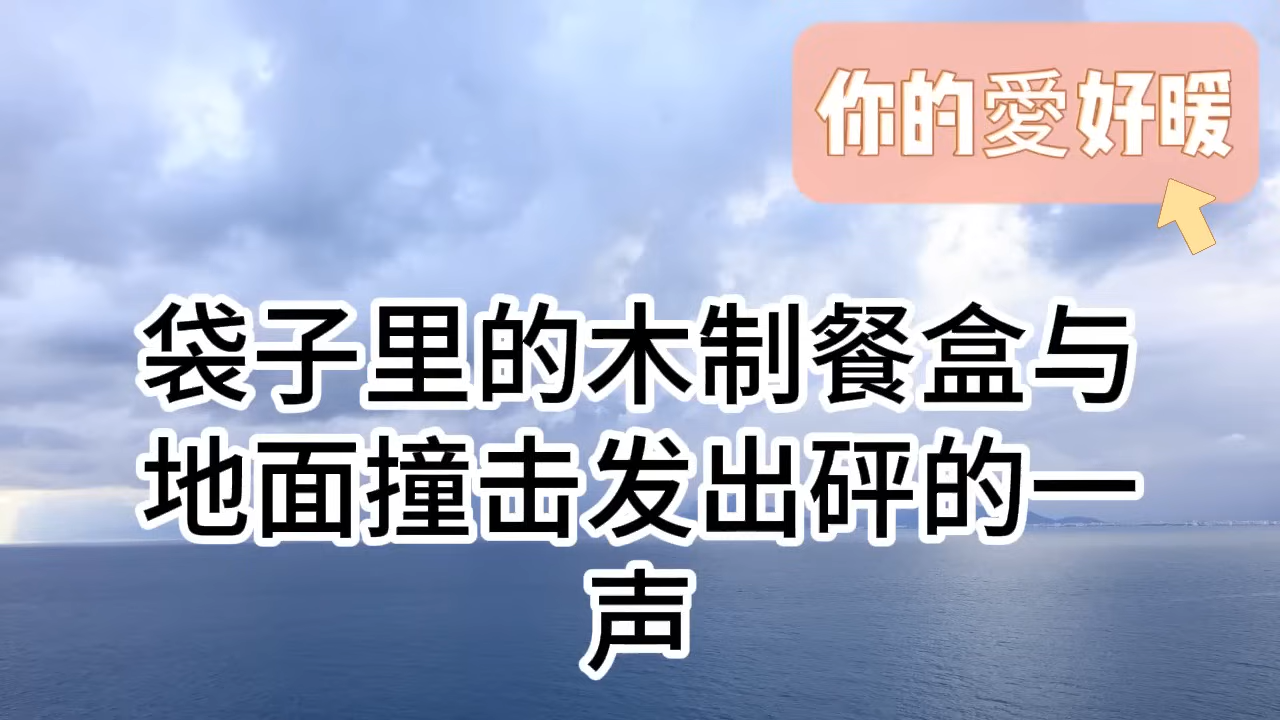 你的愛好暖
袋子里的木制餐盒与
地面撞击发出砰的一
声